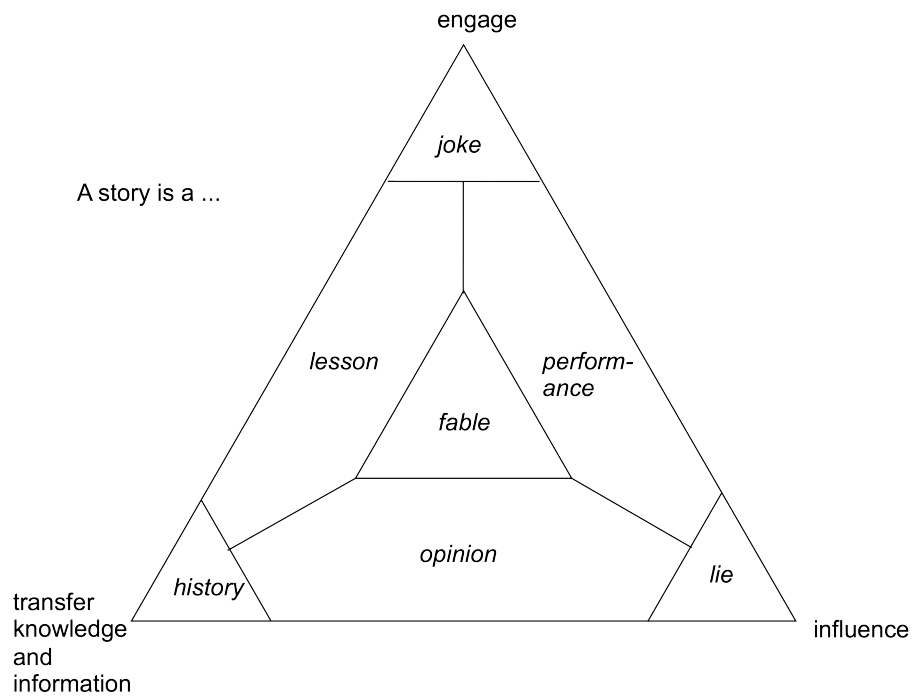 engage
joke
A story is a ...
lesson
perform-
ance
fable
opinion
history
lie
transfer
knowledge
and
information
influence